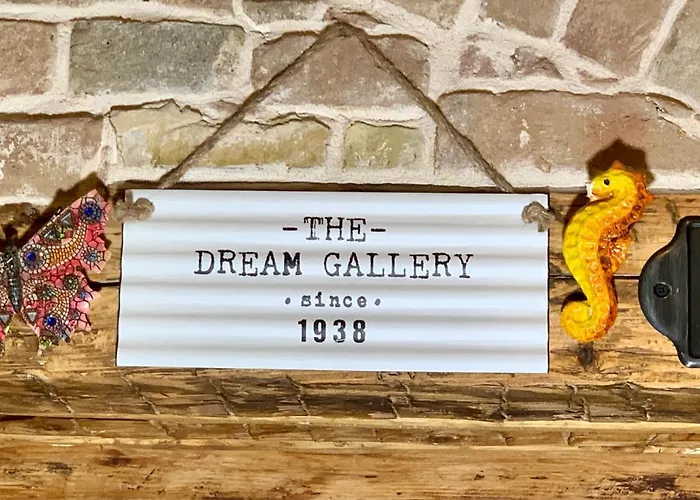 -THE-
DREAM GALLERY
• since •
1938